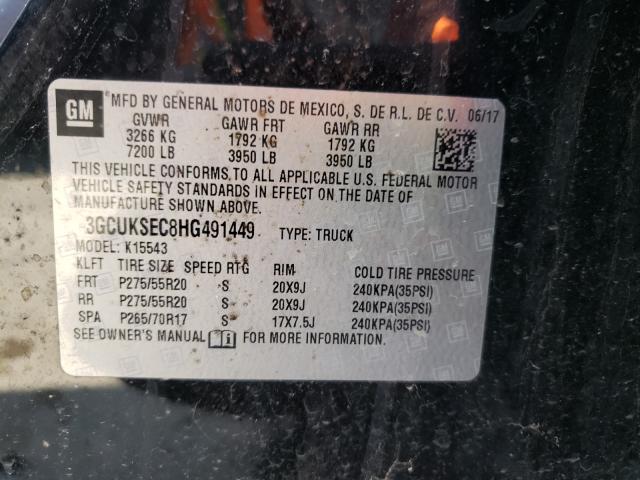 GM
MFD BY GENERAL MOTORS DE MEXICO, S. DE R.L. DE C.V. 06/17
GVWR GAWR FRT GAWR RR
3266 KG 1792 KG 1792 KG
7200 LB 3950 LB 3950 LB
THIS VEHICLE CONFORMS TO ALL APPLICABLE U.S. FEDERAL MOTOR
VEHICLE SAFETY STANDARDS IN EFFECT ON THE DATE OF
MANUFACTURE SHOWN ABOVE.
3GCUKSEC8HG491449 TYPE: TRUCK
MODEL: K15543
KLFT TIRE SIZE SPEED RTG RIM COLD TIRE PRESSURE
FRT P275/55R20 S 20X9J 240KPA(35PSI)
RR P275/55R20 S 20X9J 240KPA(35PSI)
SPA P265/70R17 S 17X7.5J 240KPA(35PSI)
SEE OWNER'S MANUAL FOR MORE INFORMATION.